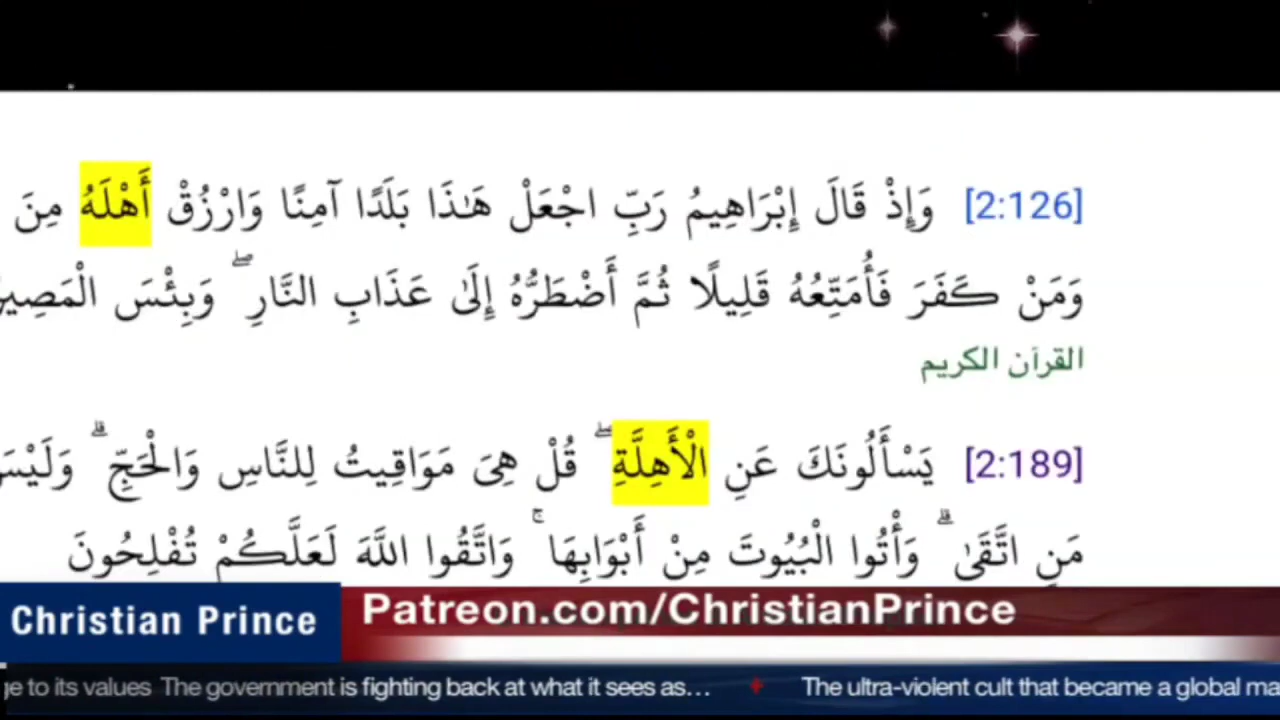 [2:126] وَإِذْ قَالَ إِبْرَاهِيمُ رَبِّ اجْعَلْ هَٰذَا بَلَدًا آمِنًا وَارْزُقْ أَهْلَهُ مِنَ
وَمَنْ كَفَرَ فَأُمَتِّعُهُ قَلِيلًا ثُمَّ أَضْطَرُّهُ إِلَىٰ عَذَابِ النَّارِ ۖ وَبِئْسَ
القرآن الكريم
[2:189] يَسْأَلُونَكَ عَنِ الْأَهِلَّةِ ۖ قُلْ هِيَ مَوَاقِيتُ لِلنَّاسِ وَالْحَجِّ ۗ
مَنِ اتَّقَىٰ ۗ وَأْتُوا الْبُيُوتَ مِنْ أَبْوَابِهَا ۚ وَاتَّقُوا اللَّهَ لَعَلَّكُمْ تُفْلِحُونَ
Christian Prince
Patreon.com/ChristianPrince
to its values The government is fighting back at what it sees as... The ultra-violent cult that became a global